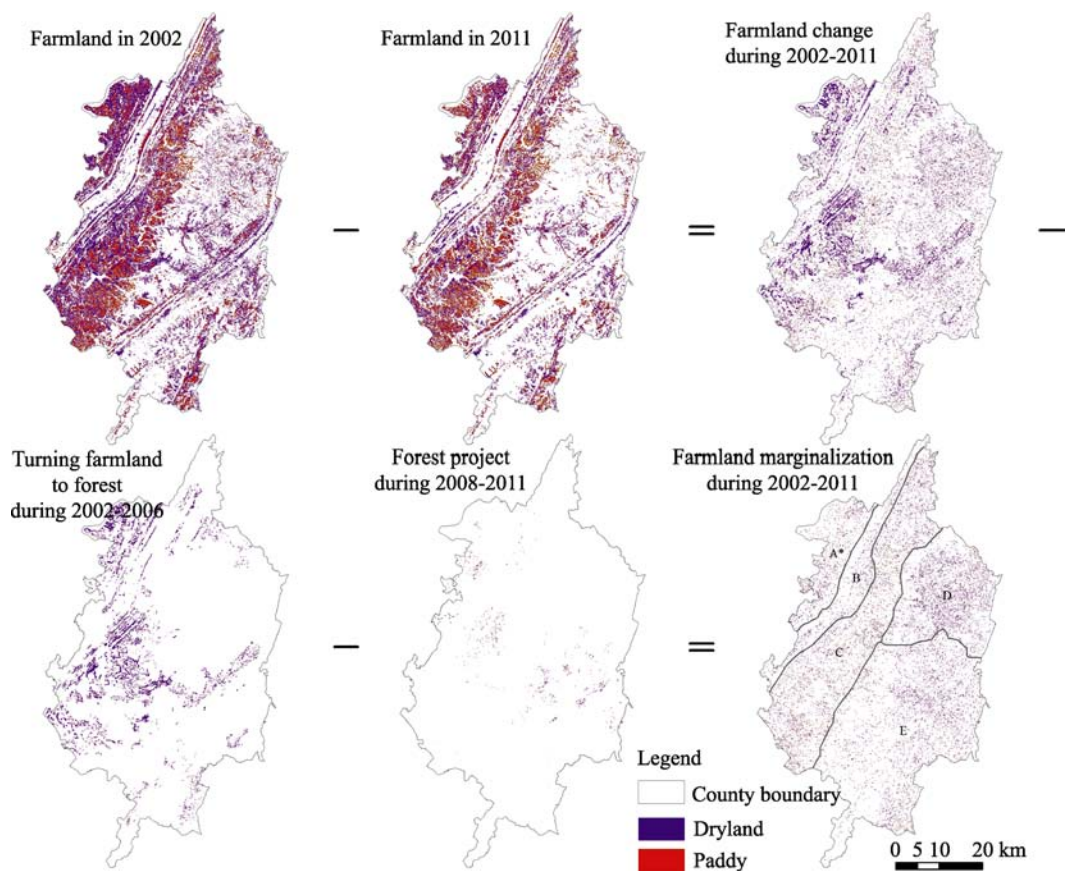 Farmland in 2002
Farmland in 2011
Farmland change
during 2002-2011
−
=
−
Turning farmland
to forest
during 2002-2006
Forest project
during 2008-2011
Farmland marginalization
during 2002-2011
−
=
A*
B
D
C
E
Legend
County boundary
Dryland
Paddy
0 5 10 20 km